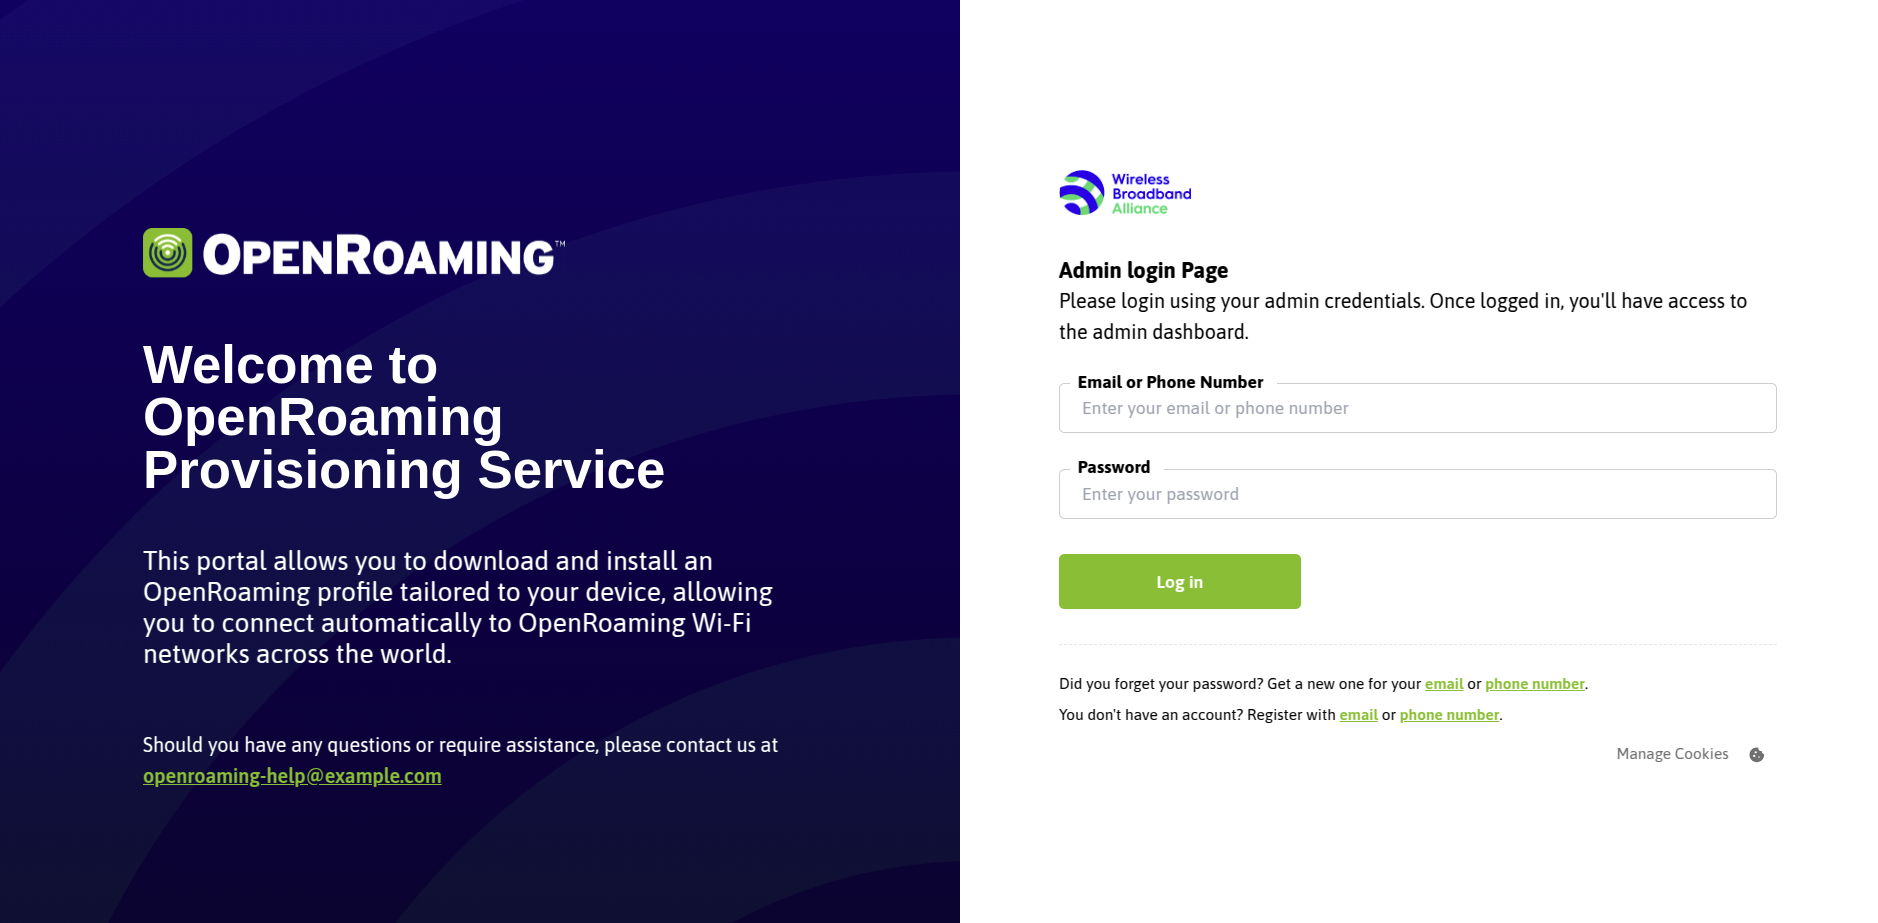 OPENROAMING™
Welcome to
OpenRoaming
Provisioning Service
This portal allows you to download and install an
OpenRoaming profile tailored to your device, allowing
you to connect automatically to OpenRoaming Wi-Fi
networks across the world.
Should you have any questions or require assistance, please contact us at
openroaming-help@example.com
Wireless
Broadband
Alliance
Admin login Page
Please login using your admin credentials. Once logged in, you'll have access to
the admin dashboard.
Email or Phone Number
Enter your email or phone number
Password
Enter your password
Log in
Did you forget your password? Get a new one for your email or phone number.
You don't have an account? Register with email or phone number.
Manage Cookies